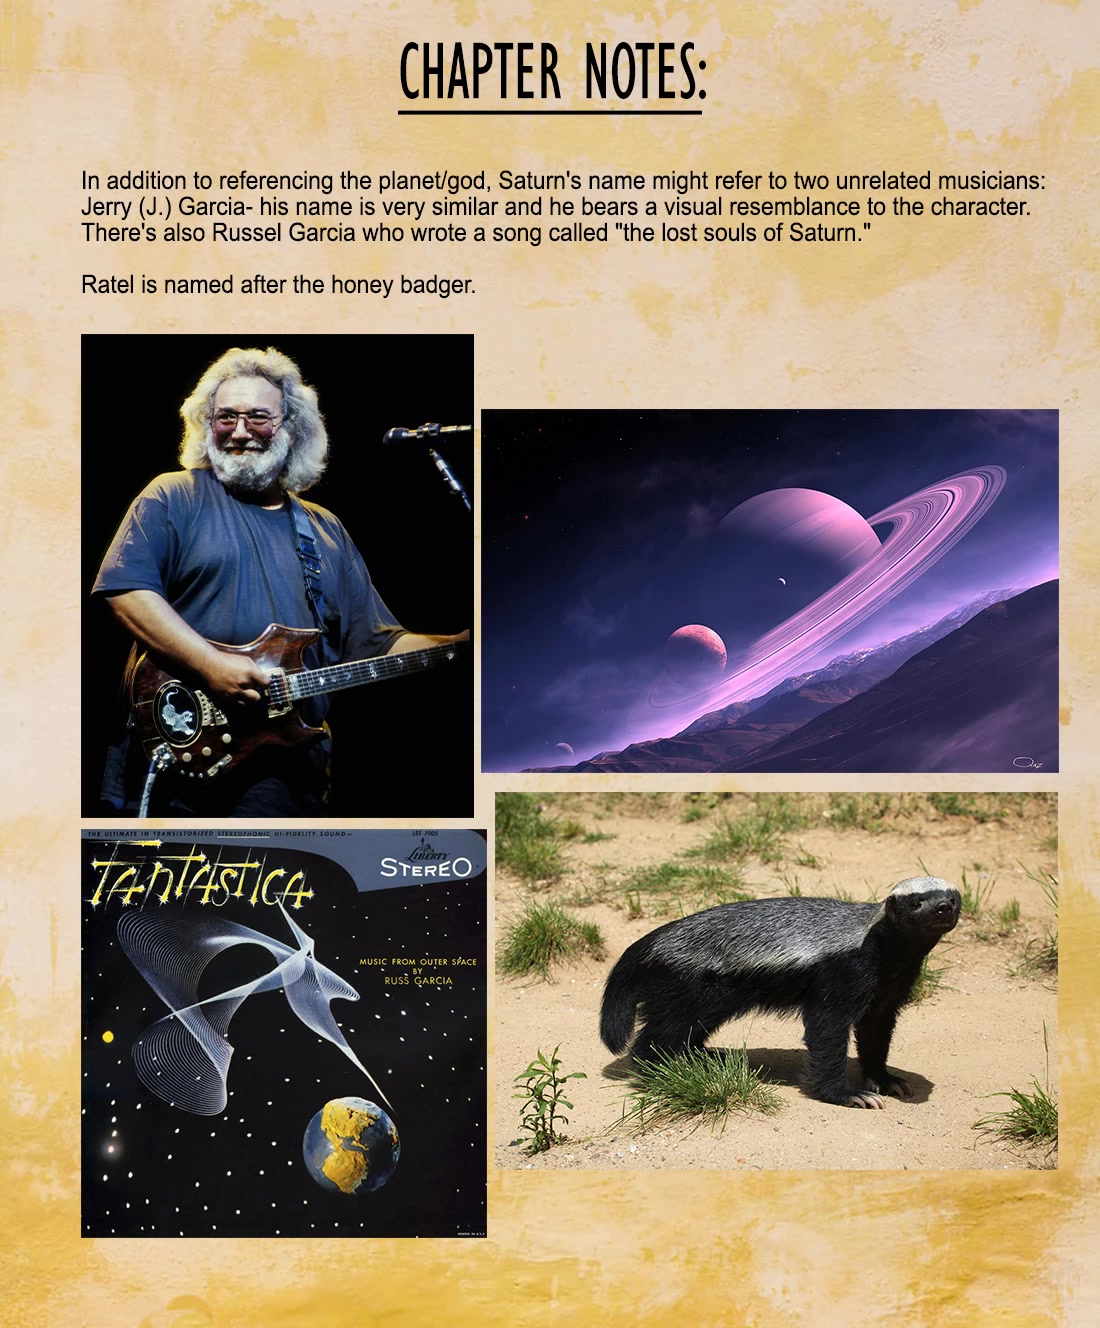 CHAPTER NOTES:
In addition to referencing the planet/god, Saturn's name might refer to two unrelated musicians:
Jerry (J.) Garcia- his name is very similar and he bears a visual resemblance to the character.
There's also Russel Garcia who wrote a song called "the lost souls of Saturn."
Ratel is named after the honey badger.
THE ULTIMATE IN TRANSISTORIZED STEREOPHONIC HI-FIDELITY SOUND—
LST 7005
LIBERTY
STEREO
FANTASTICA
MUSIC FROM OUTER SPACE
BY
RUSS GARCIA